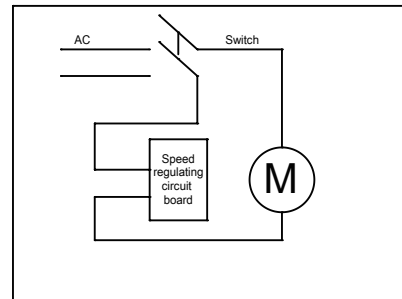 AC
Switch
Speed
regulating
circuit
board
M